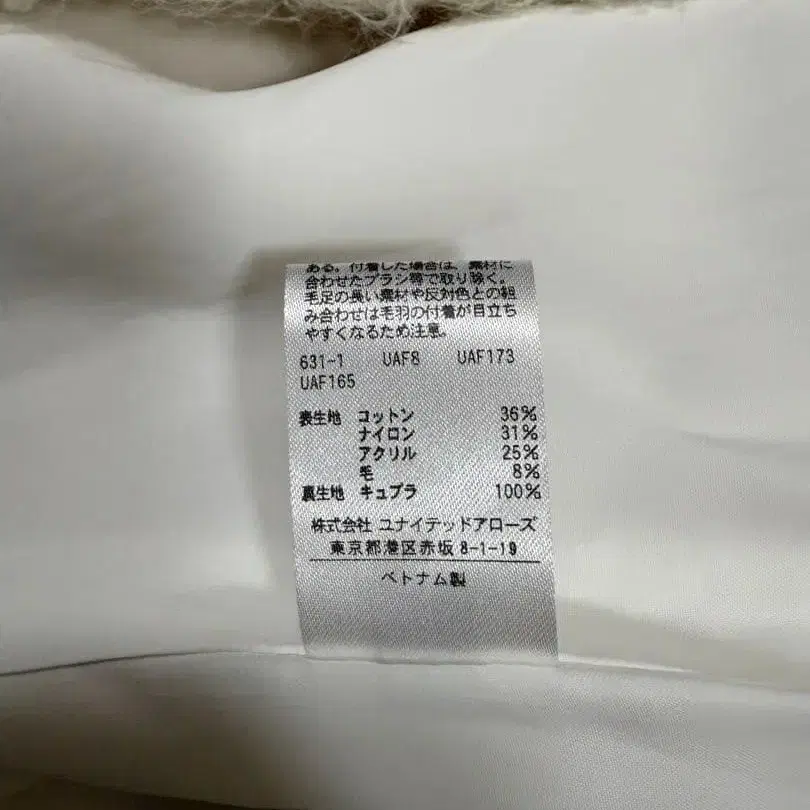 ある。付着した場合は、素材に
合わせたブラシ等で取り除く。
毛足の長い素材や反対色との組
み合わせは毛羽の付着が目立ち
やすくなるため注意。
631-1 UAF8 UAF173
UAF165
表生地 コットン 36%
ナイロン 31%
アクリル 25%
毛 8%
裏生地 キュプラ 100%
株式会社 ユナイテッドアローズ
東京都港区赤坂 8-1-19
ベトナム製